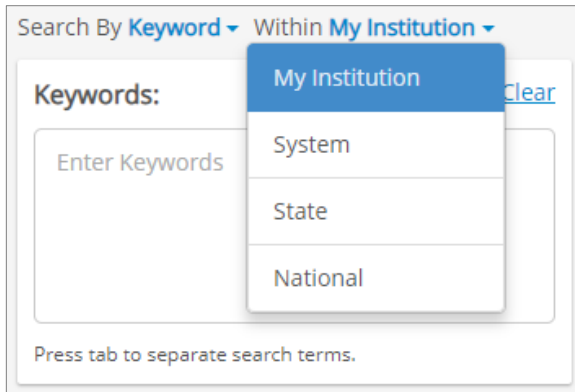 Search By Keyword Within My Institution
My Institution
Keywords: Clear
Enter Keywords
System
State
National
Press tab to separate search terms.